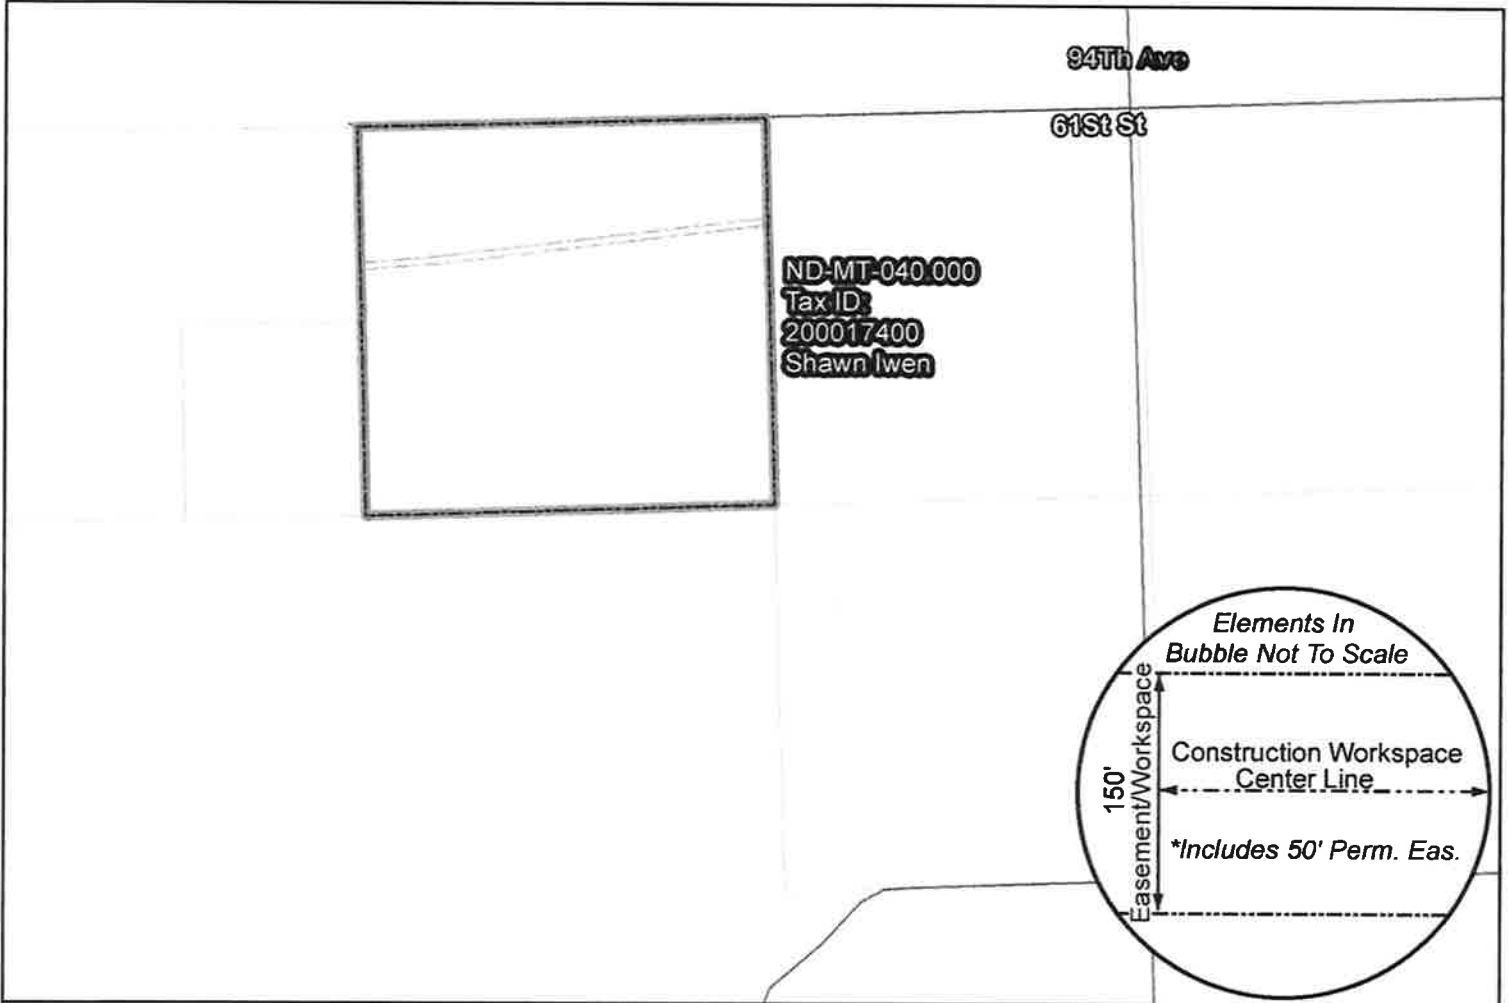 94Th Ave
61St St
ND-MT-040.000
Tax ID:
200017400
Shawn Iwen
Elements In
Bubble Not To Scale
150'
Easement/Workspace
Construction Workspace
Center Line
*Includes 50' Perm. Eas.